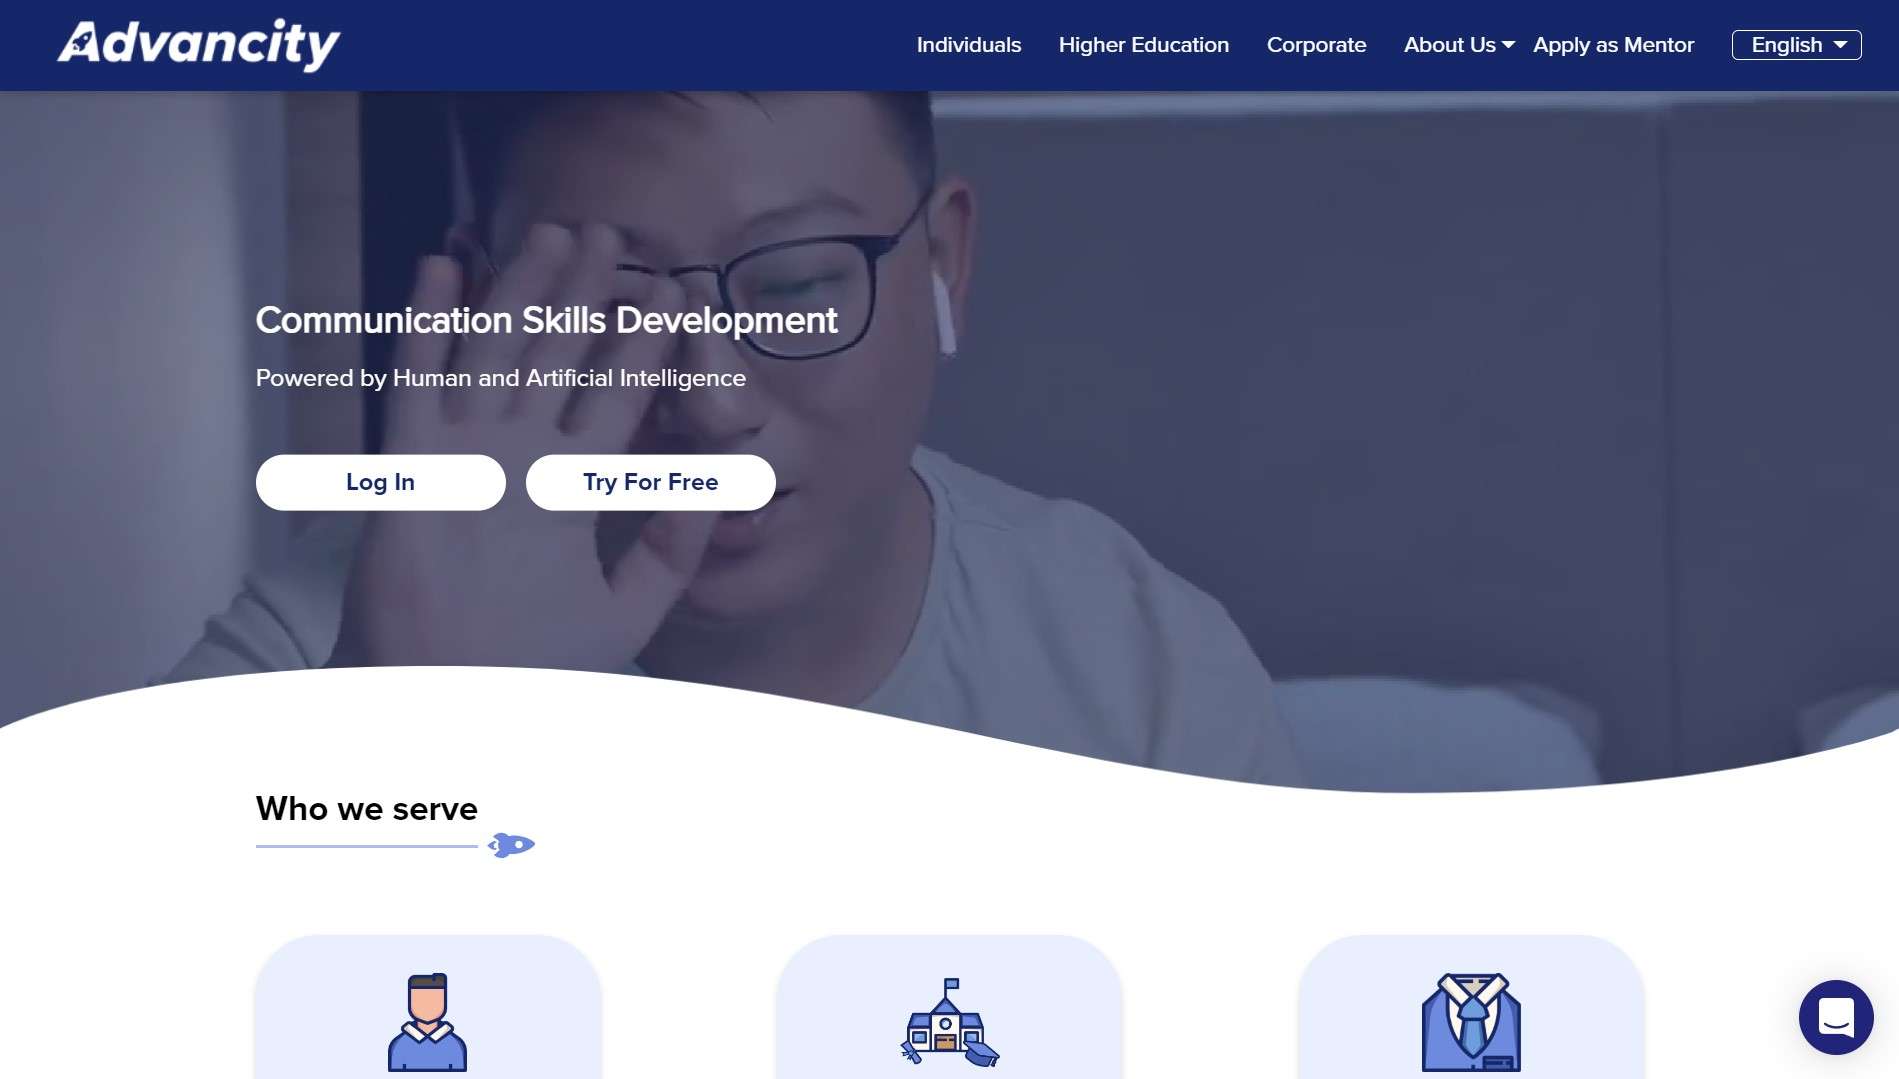 Advancity
Individuals
Higher Education
Corporate
About Us
Apply as Mentor
English
Communication Skills Development
Powered by Human and Artificial Intelligence
Log In
Try For Free
Who we serve